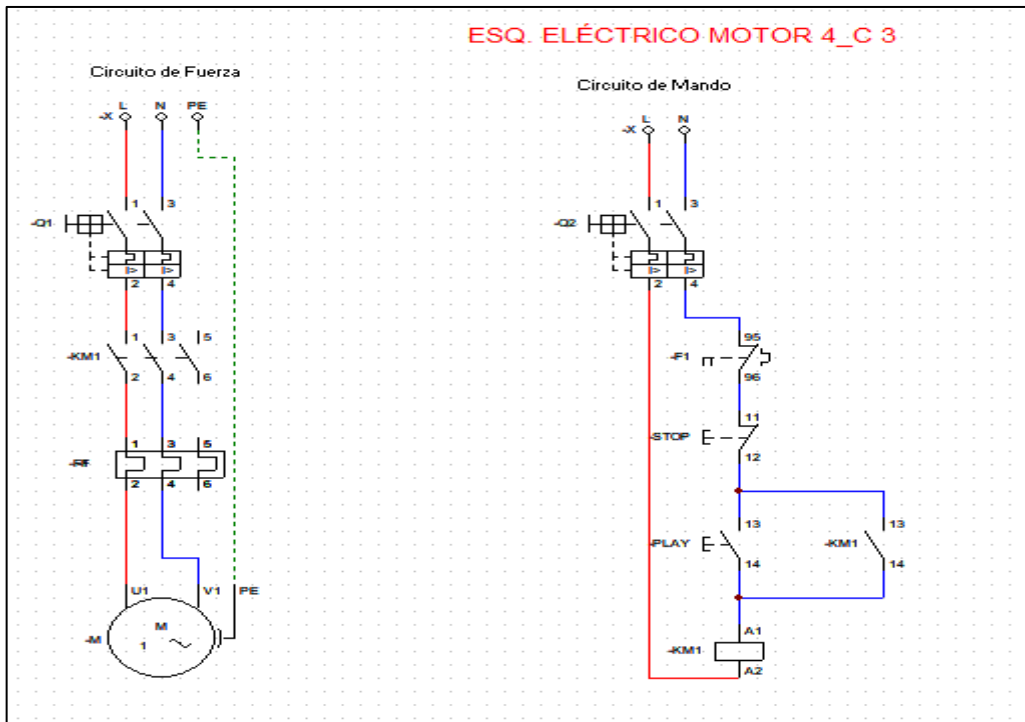 ESQ. ELÉCTRICO MOTOR 4_C 3
Circuito de Fuerza
L N PE
-X
1 3
-Q1
I> I>
2 4
1 3 5
-KM1
2 4 6
1 3 5
2 4 6
U1 V1 PE
-M
M
1
Circuito de Mando
L N
-X
1 3
-Q2
I> I>
2 4
95
-F1
96
11
-STOP
12
13 13
-PLAY -KM1
14 14
A1
-KM1
A2